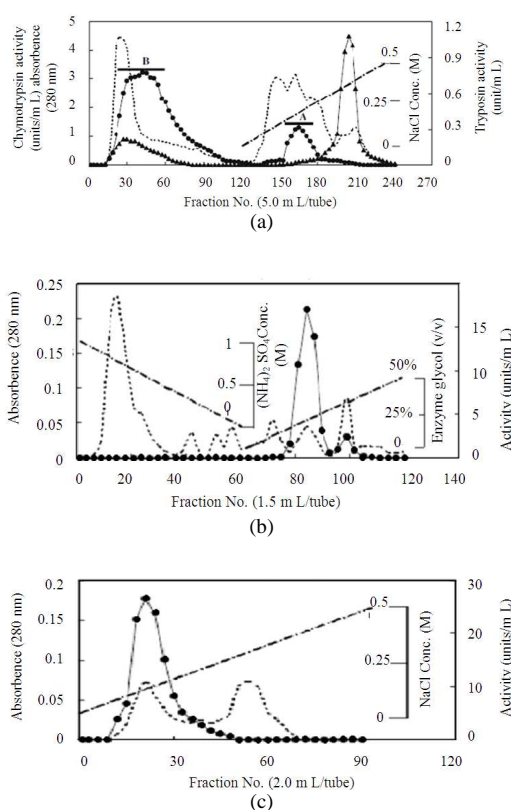 Chymotrypsin activity
(units/m L) absorbence
(280 nm)
5
4
3
2
1
0
B
A
0.5
0.25
0
NaCl Conc. (M)
1.2
0.9
0.6
0.3
0
Tryposin activity
(unit/m L)
0 30 60 90 120 150 180 210 240 270
Fraction No. (5.0 m L/tube)
(a)
Absorbence (280 nm)
0.25
0.2
0.15
0.1
0.05
0
1
0.5
0
(NH4)2 SO4Conc.
(M)
50%
25%
0
Enzyme glycol (v/v)
15
10
5
0
Activity (units/m L)
0 20 40 60 80 100 120 140
Fraction No. (1.5 m L/tube)
(b)
Absorbence (280 nm)
0.2
0.15
0.1
0.05
0
0.5
0.25
0
NaCl Conc. (M)
30
20
10
0
Activity (units/m L)
0 30 60 90 120
Fraction No. (2.0 m L/tube)
(c)